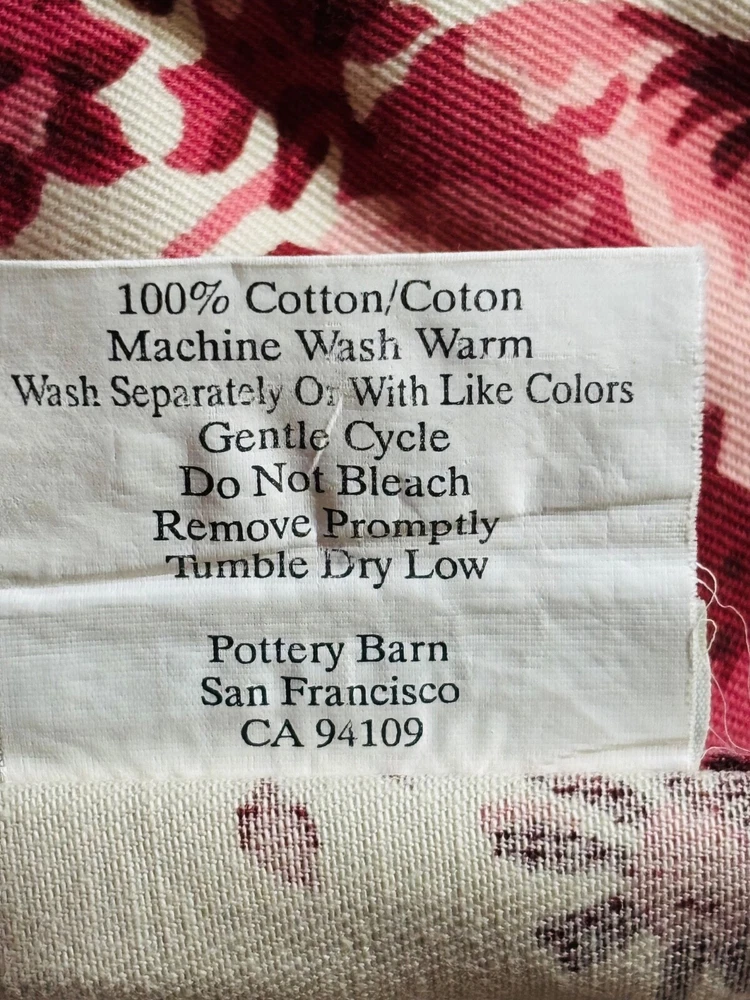 100% Cotton/Coton
Machine Wash Warm
Wash Separately Or With Like Colors
Gentle Cycle
Do Not Bleach
Remove Promptly
Tumble Dry Low
Pottery Barn
San Francisco
CA 94109